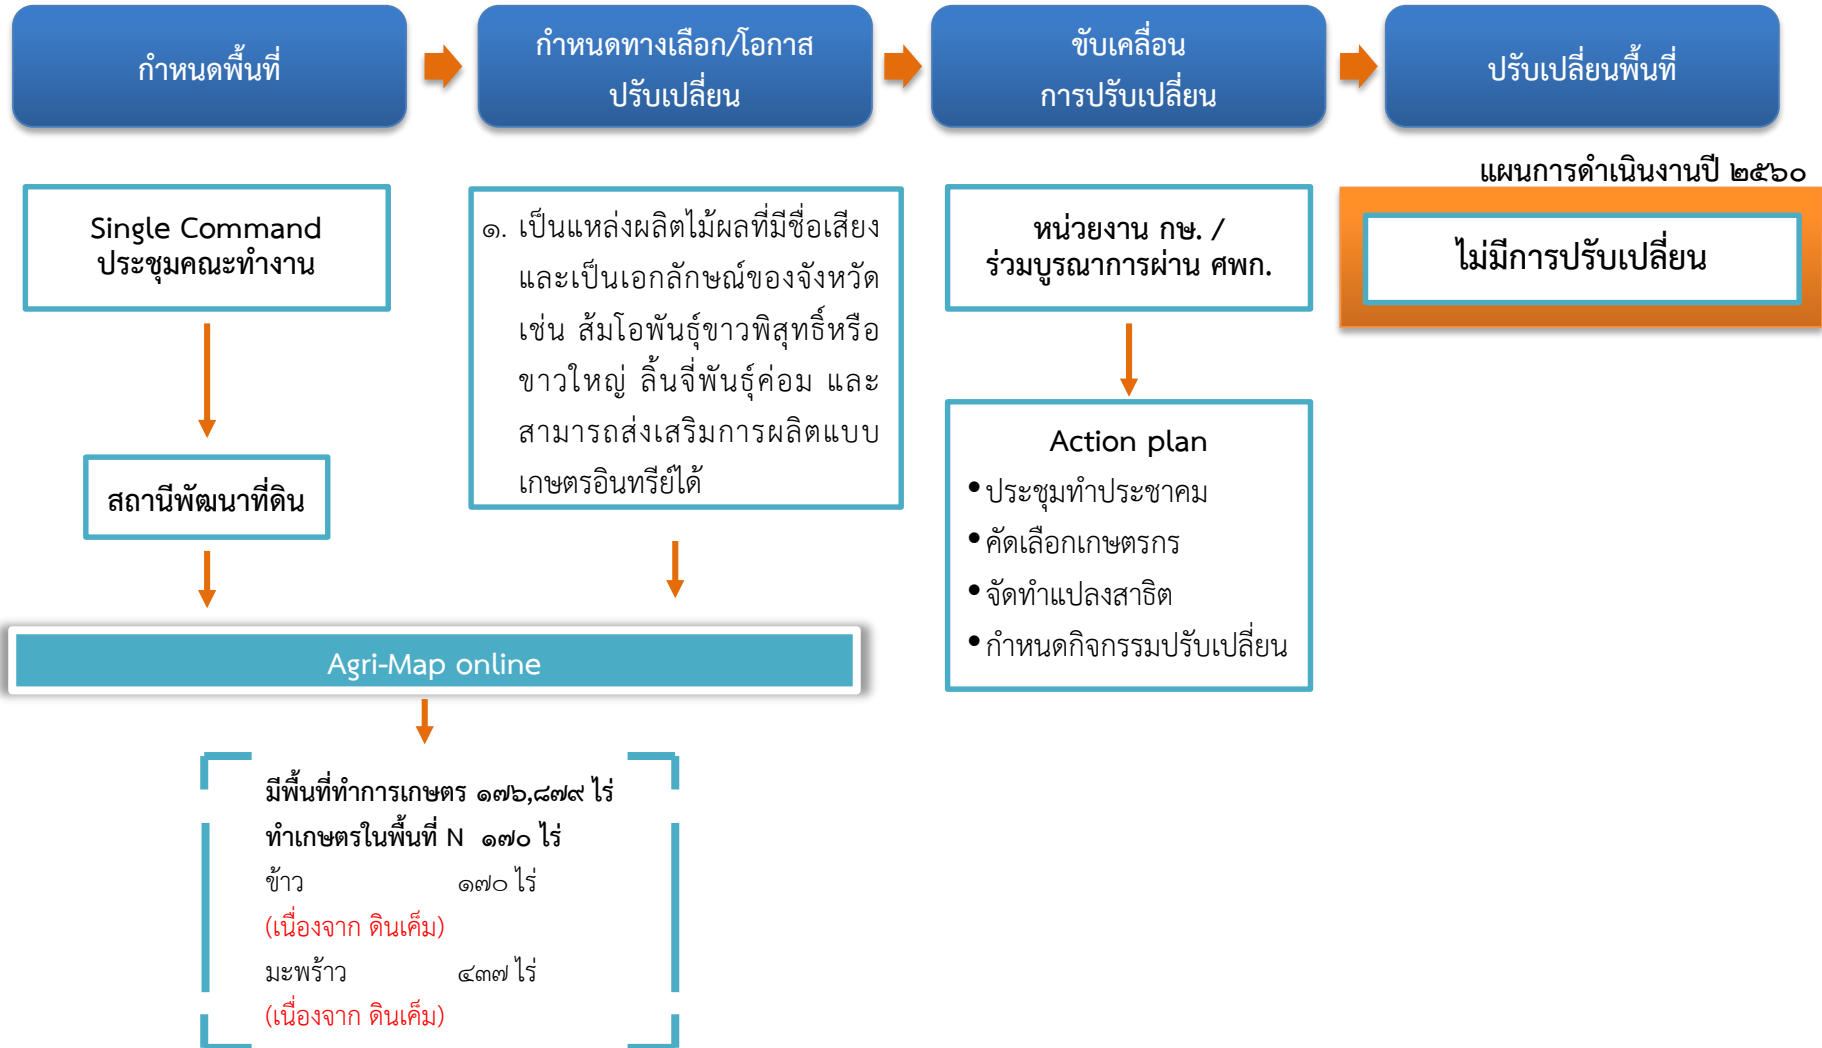 กำหนดพื้นที่
กำหนดทางเลือก/โอกาส
ปรับเปลี่ยน
ขับเคลื่อน
การปรับเปลี่ยน
ปรับเปลี่ยนพื้นที่
แผนการดำเนินงานปี ๒๕๖๐
Single Command
ประชุมคณะทำงาน
สถานีพัฒนาที่ดิน
๑. เป็นแหล่งผลิตไม้ผลที่มีชื่อเสียง
และเป็นเอกลักษณ์ของจังหวัด
เช่น ส้มโอพันธุ์ขาวพิสุทธิ์หรือ
ขาวใหญ่ ลิ้นจี่พันธุ์ค่อม และ
สามารถส่งเสริมการผลิตแบบ
เกษตรอินทรีย์ได้
หน่วยงาน กษ. /
ร่วมบูรณาการผ่าน ศพก.
Action plan
•ประชุมทำประชาคม
•คัดเลือกเกษตรกร
•จัดทำแปลงสาธิต
•กำหนดกิจกรรมปรับเปลี่ยน
ไม่มีการปรับเปลี่ยน
Agri-Map online
มีพื้นที่ทำการเกษตร ๑๗๖,๘๗๙ ไร่
ทำเกษตรในพื้นที่ N ๑๗๐ ไร่
ข้าว ๑๗๐ ไร่
(เนื่องจาก ดินเค็ม)
มะพร้าว ๔๓๗ ไร่
(เนื่องจาก ดินเค็ม)